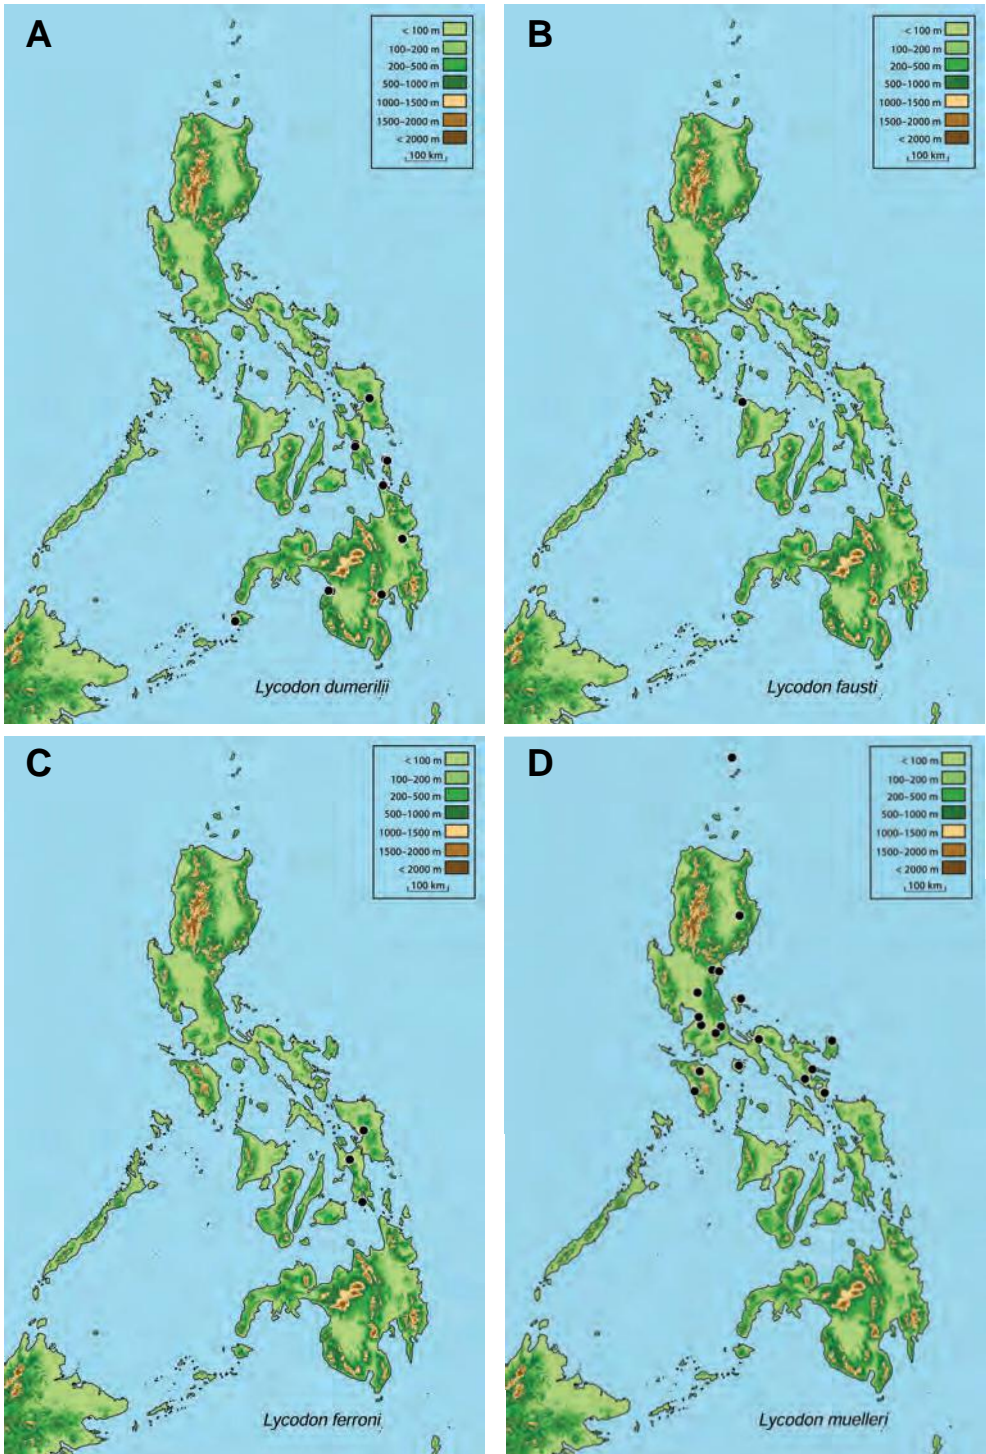 A
< 100 m
100–200 m
200–500 m
500–1000 m
1000–1500 m
1500–2000 m
< 2000 m
100 km
Lycodon dumerilii
B
< 100 m
100–200 m
200–500 m
500–1000 m
1000–1500 m
1500–2000 m
< 2000 m
100 km
Lycodon fausti
C
< 100 m
100–200 m
200–500 m
500–1000 m
1000–1500 m
1500–2000 m
< 2000 m
100 km
Lycodon ferroni
D
< 100 m
100–200 m
200–500 m
500–1000 m
1000–1500 m
1500–2000 m
< 2000 m
100 km
Lycodon muelleri